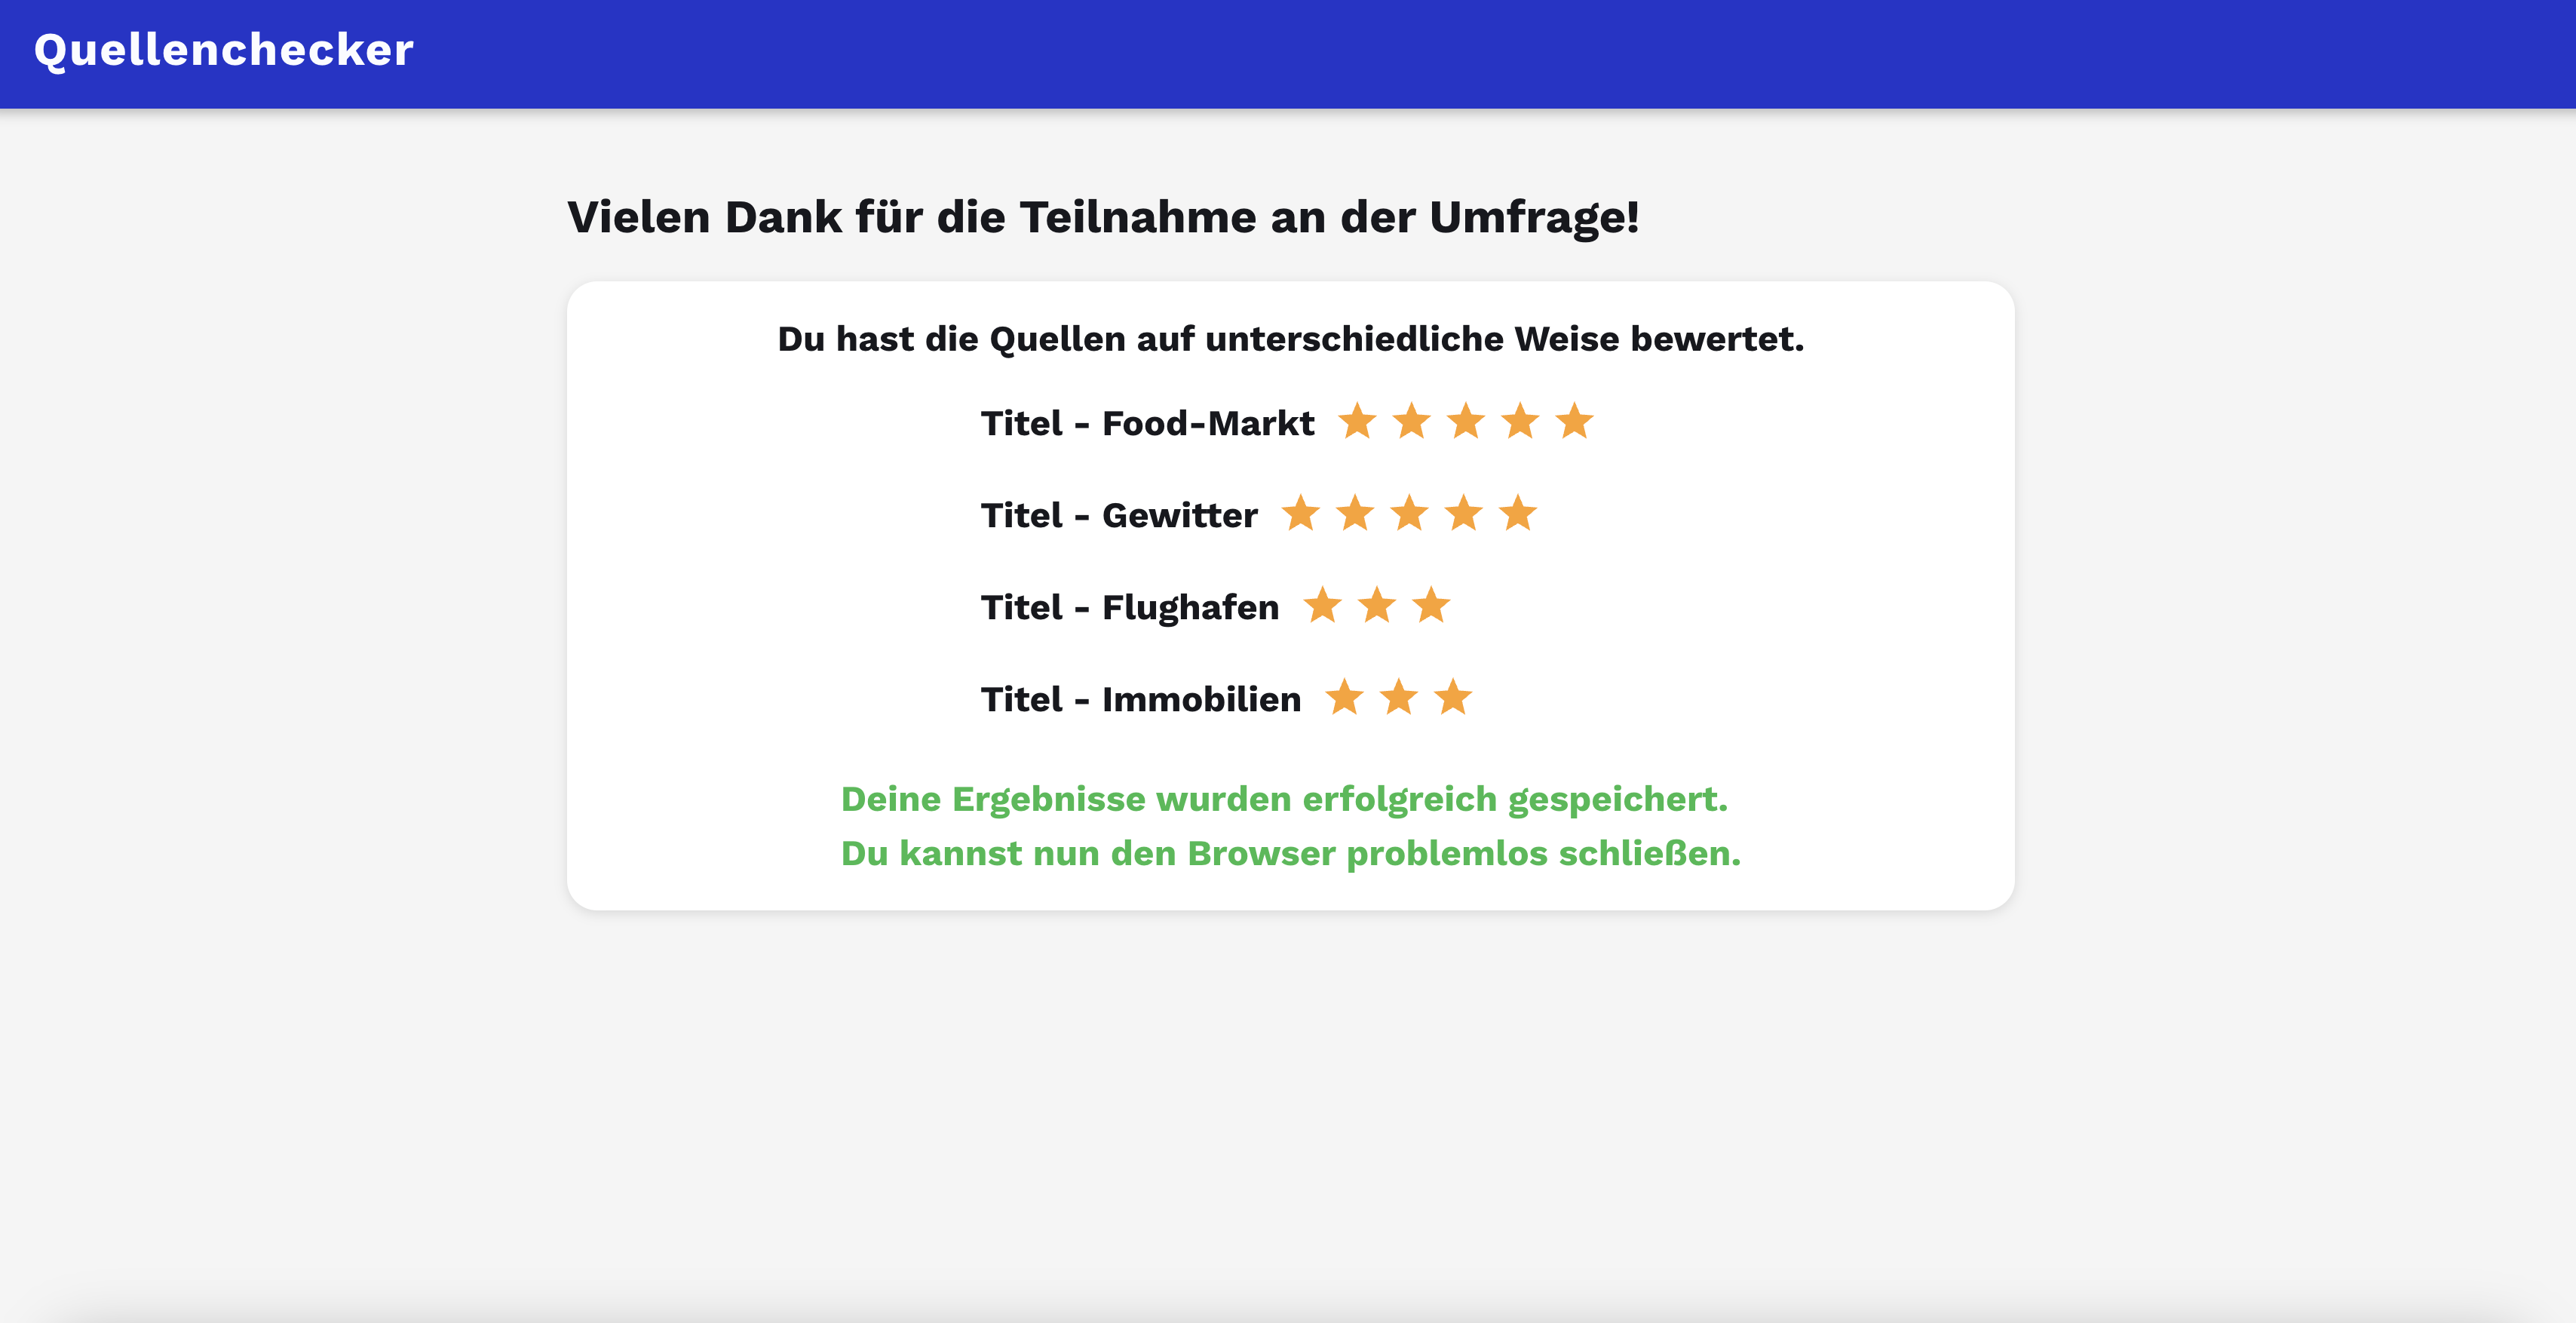 Quellenchecker
Vielen Dank für die Teilnahme an der Umfrage!
Du hast die Quellen auf unterschiedliche Weise bewertet.
Titel - Food-Markt
Titel - Gewitter
Titel - Flughafen
Titel - Immobilien
Deine Ergebnisse wurden erfolgreich gespeichert.
Du kannst nun den Browser problemlos schließen.